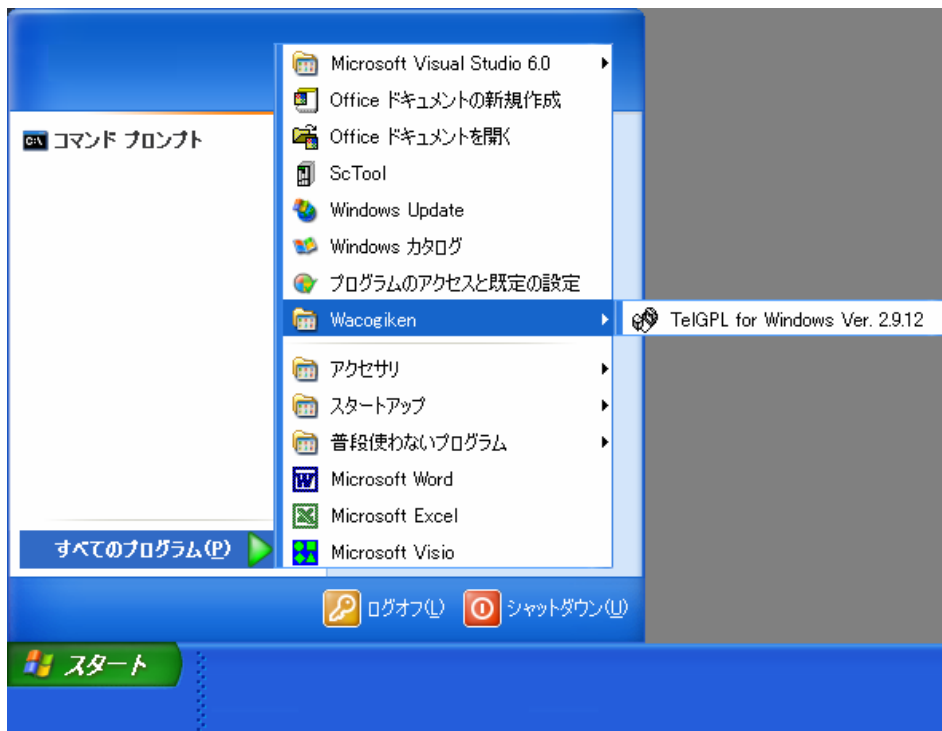 Microsoft Visual Studio 6.0
Office ドキュメントの新規作成
Office ドキュメントを開く
ScTool
Windows Update
Windows カタログ
プログラムのアクセスと既定の設定
Wacogiken
TelGPL for Windows Ver. 2.9.12
アクセサリ
スタートアップ
普段使わないプログラム
Microsoft Word
Microsoft Excel
Microsoft Visio
C:\
コマンド プロンプト
すべてのプログラム(P)
ログオフ(L)
シャットダウン(U)
スタート